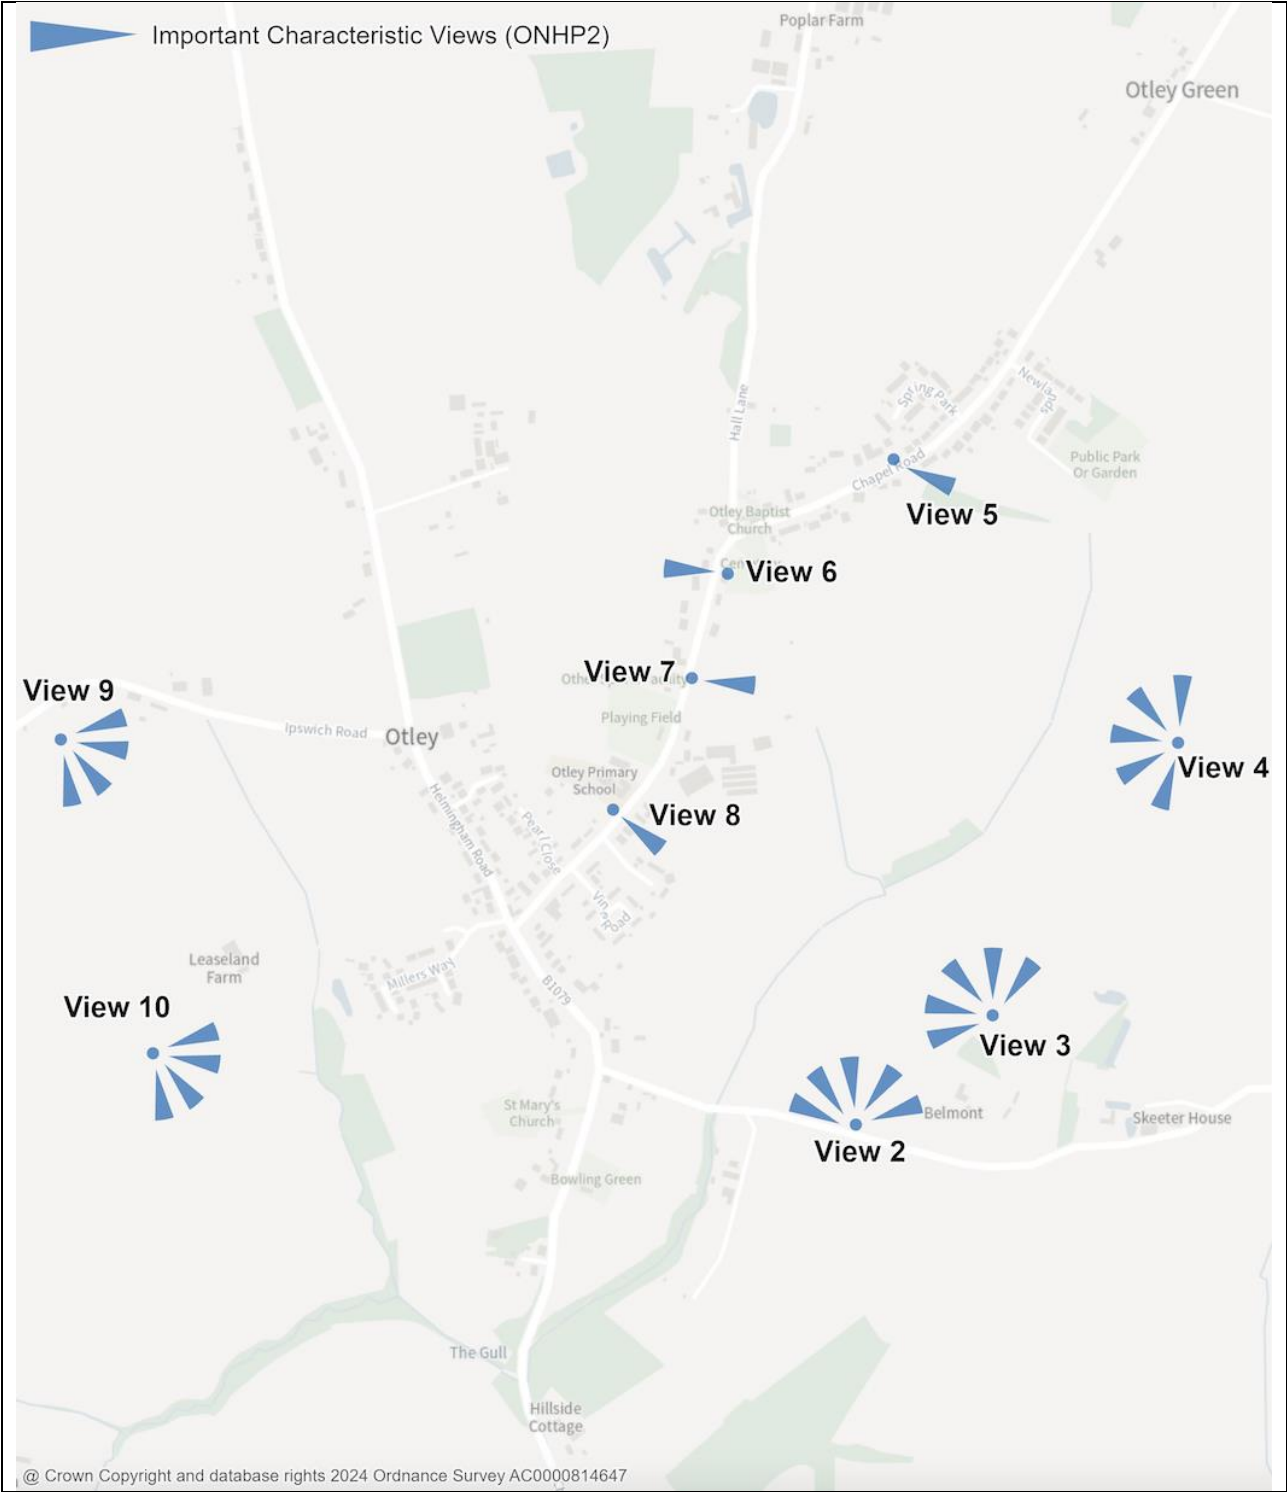 Important Characteristic Views (ONHP2)
Poplar Farm
Otley Green
Hall Lane
Spring Park
Newlands
Chapel Road
Public Park
Or Garden
View 5
Otley Baptist
Church
View 6
View 7
Playing Field
View 9
Ipswich Road
Otley
View 4
Otley Primary
School
View 8
Helmingham Road
Pearl Close
Vine Road
Leaseland
Farm
Millers Way
B1079
View 10
View 3
St Mary's
Church
Belmont
Skeeter House
View 2
Bowling Green
The Gull
Hillside
Cottage
@ Crown Copyright and database rights 2024 Ordnance Survey AC0000814647